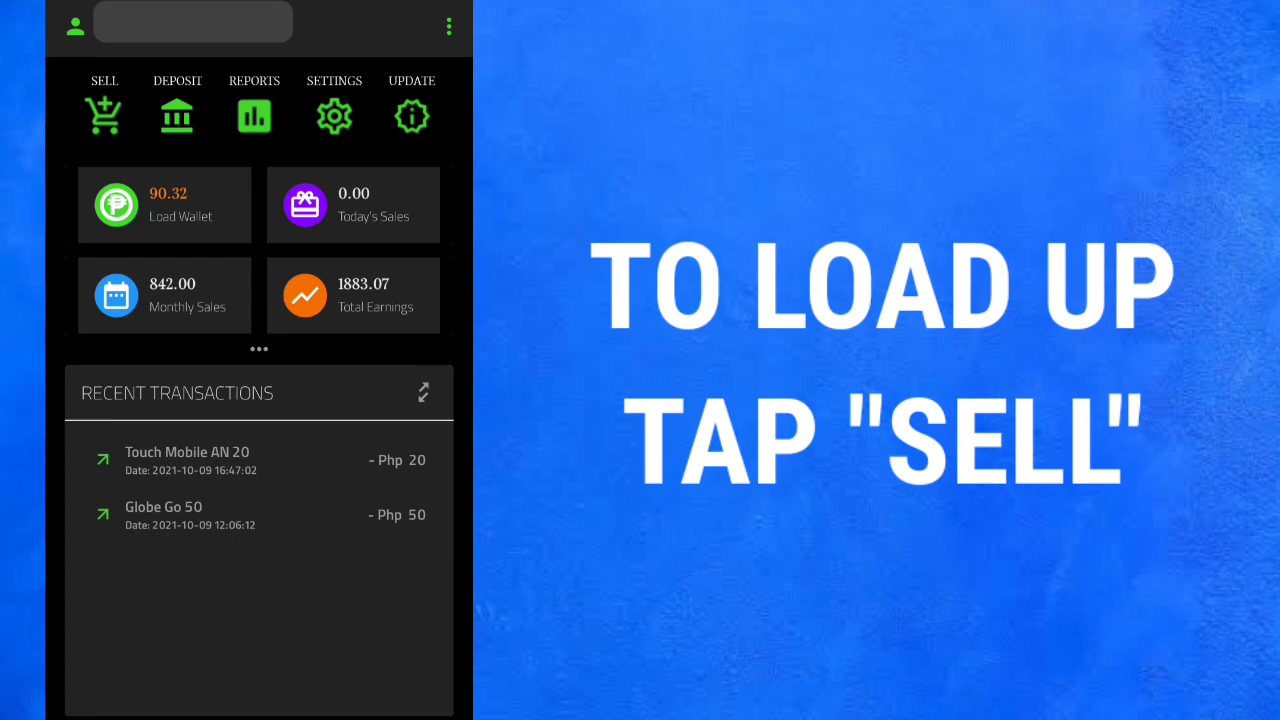 SELL DEPOSIT REPORTS SETTINGS UPDATE
90.32
Load Wallet
0.00
Today's Sales
842.00
Monthly Sales
1883.07
Total Earnings
RECENT TRANSACTIONS
Touch Mobile AN 20
Date: 2021-10-09 16:47:02
- Php 20
Globe Go 50
Date: 2021-10-09 12:06:12
- Php 50
TO LOAD UP
TAP "SELL"